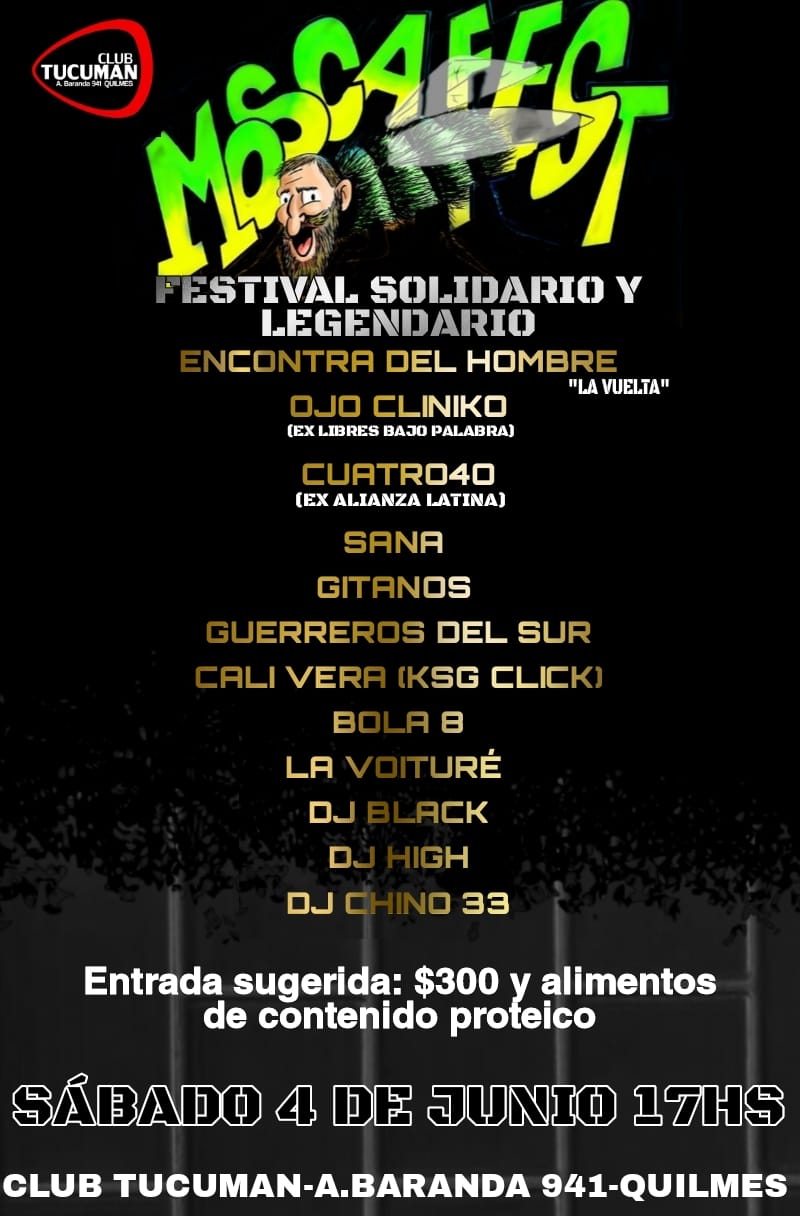 CLUB
TUCUMAN
A. Baranda 941 QUILMES
MOSCA FEST
FESTIVAL SOLIDARIO Y
LEGENDARIO
ENCONTRA DEL HOMBRE
"LA VUELTA"
OJO CLINIKO
(EX LIBRES BAJO PALABRA)
CUATRO40
(EX ALIANZA LATINA)
SANA
GITANOS
GUERREROS DEL SUR
CALI VERA (KSG CLICK)
BOLA 8
LA VOITURÉ
DJ BLACK
DJ HIGH
DJ CHINO 33
Entrada sugerida: $300 y alimentos
de contenido proteico
SÁBADO 4 DE JUNIO 17HS
CLUB TUCUMAN-A.BARANDA 941-QUILMES